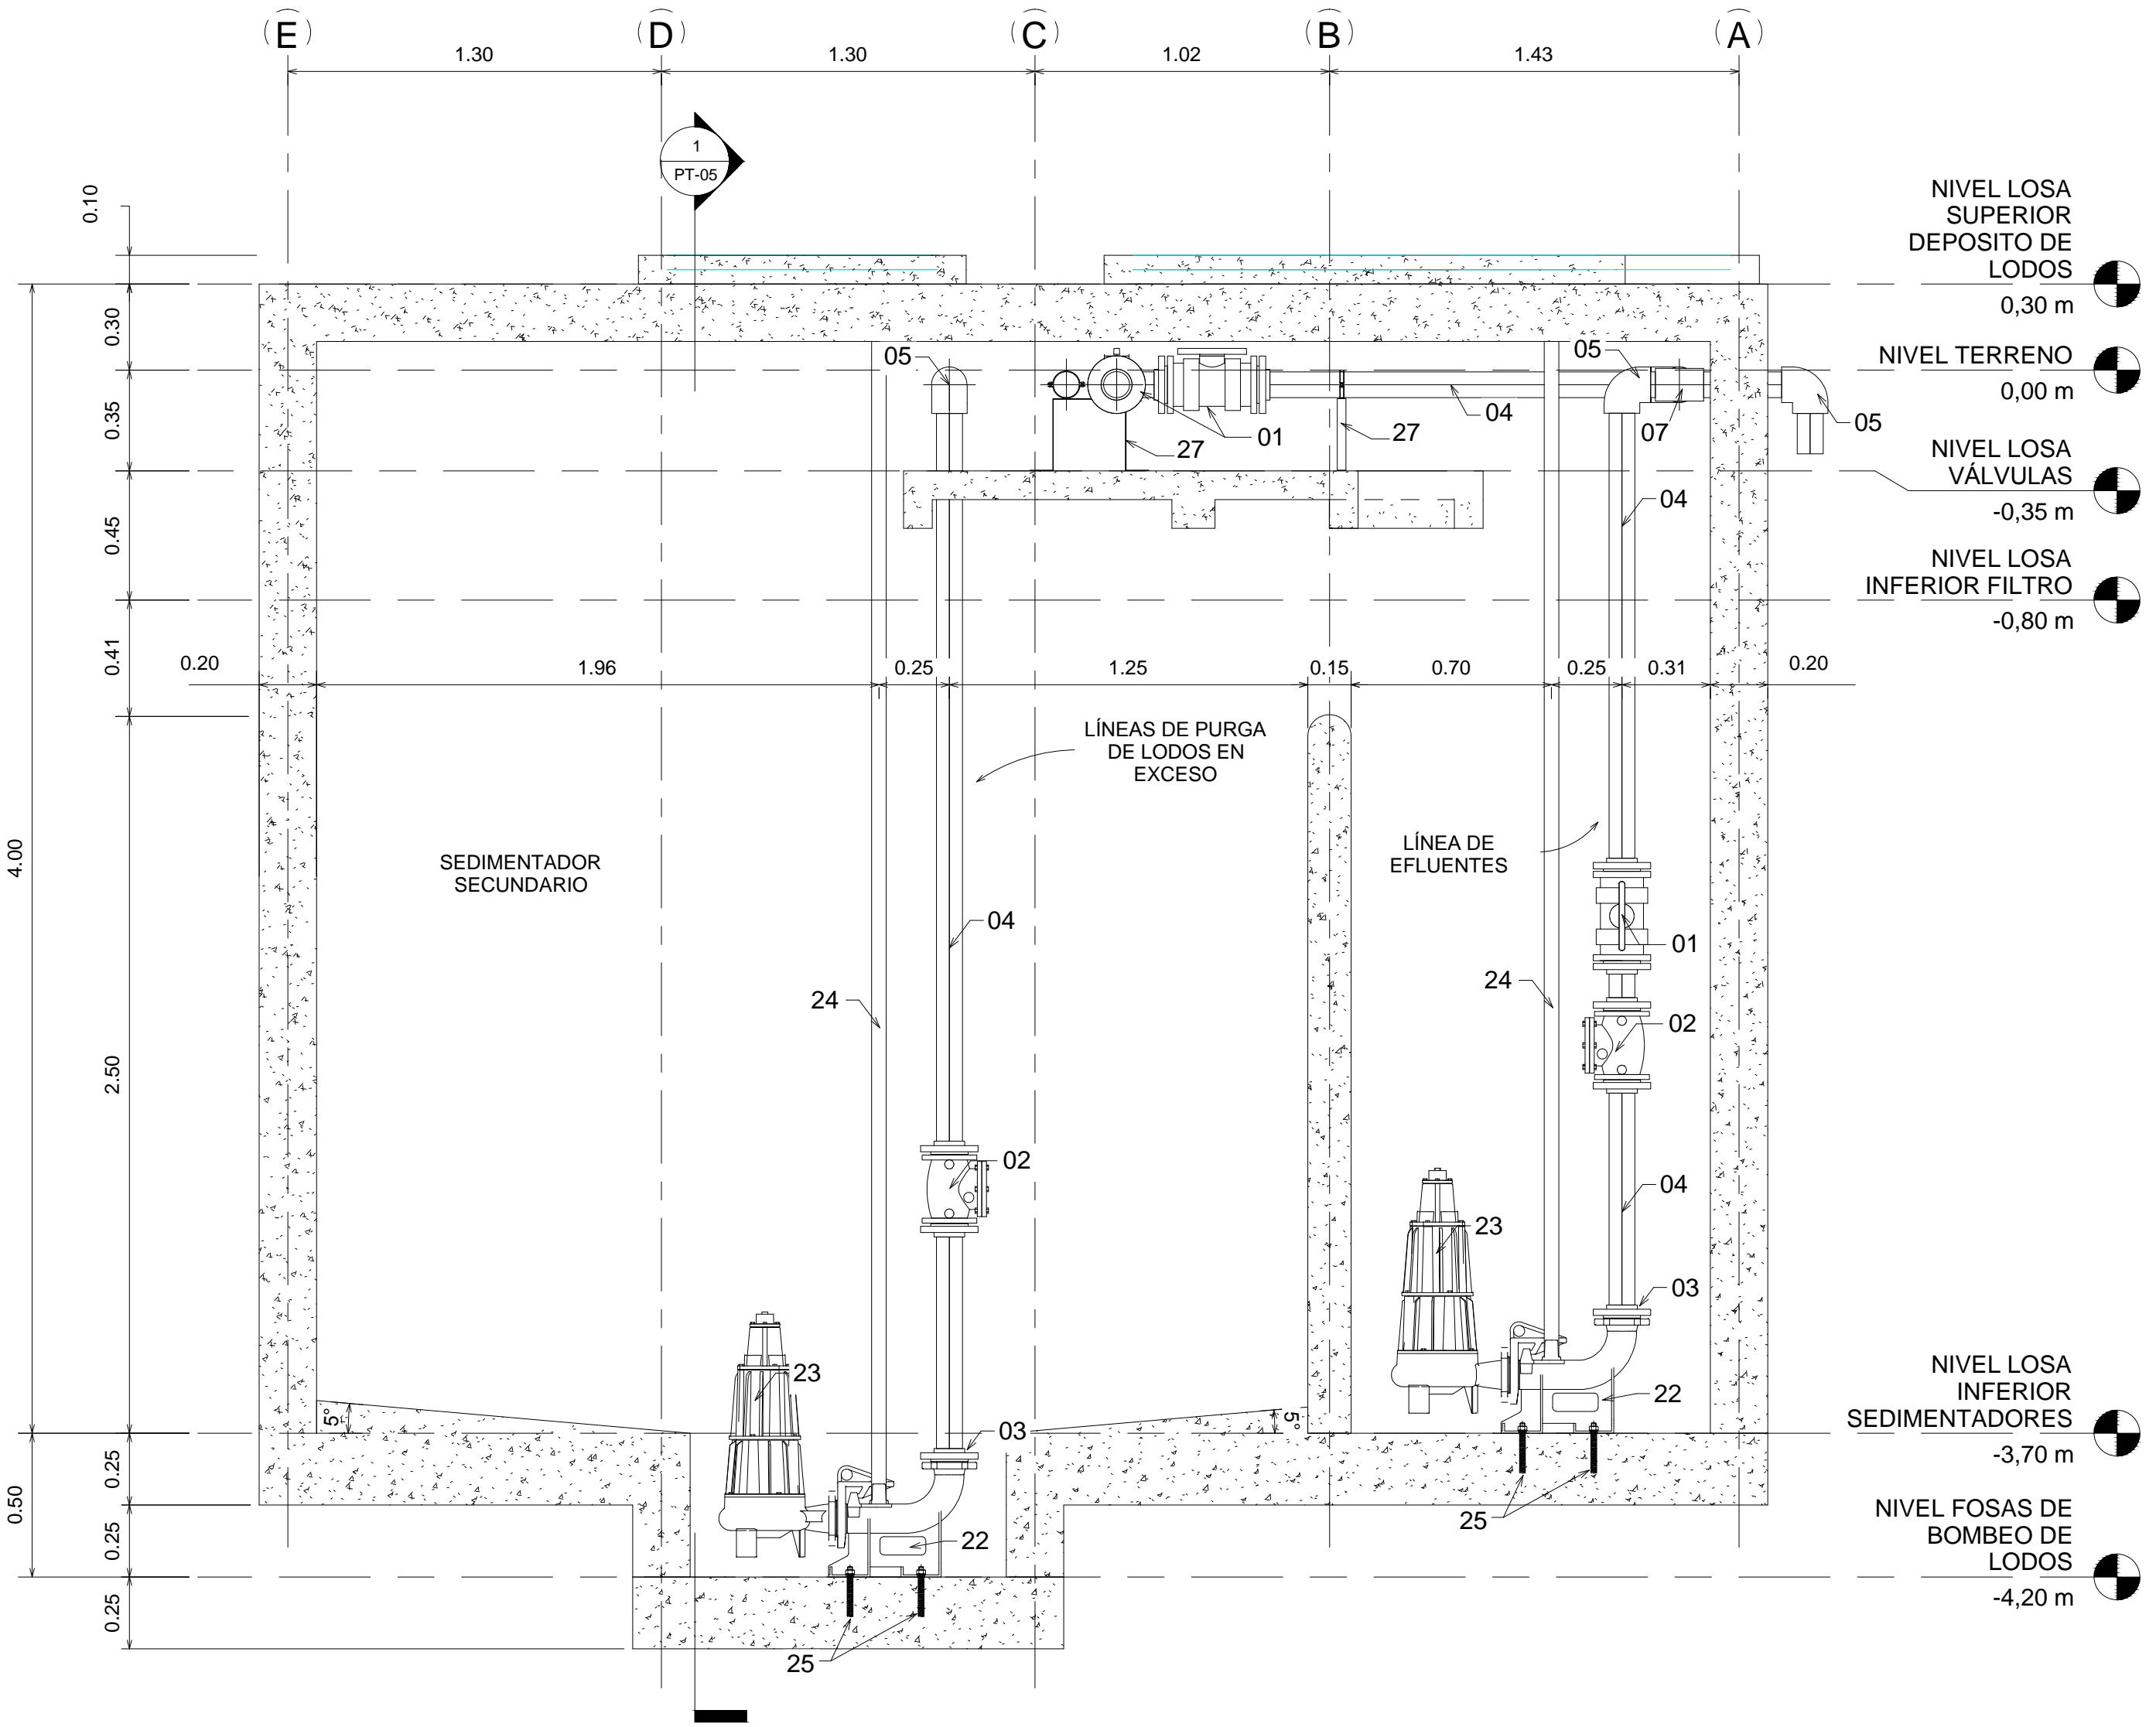 E
D
C
B
A
1.30
1.30
1.02
1.43
1
PT-05
0.10
0.30
0.35
0.45
0.41
4.00
2.50
0.50
0.25
0.25
0.25
NIVEL LOSA
SUPERIOR
DEPOSITO DE
LODOS
0,30 m
NIVEL TERRENO
0,00 m
NIVEL LOSA
VÁLVULAS
-0,35 m
NIVEL LOSA
INFERIOR FILTRO
-0,80 m
05
01
27
27
04
05
07
05
04
0.20
1.96
0.25
1.25
0.15
0.70
0.25
0.31
0.20
LÍNEAS DE PURGA
DE LODOS EN
EXCESO
SEDIMENTADOR
SECUNDARIO
LÍNEA DE
EFLUENTES
04
01
24
24
02
02
04
23
23
03
03
22
22
5°
5°
25
25
NIVEL LOSA
INFERIOR
SEDIMENTADORES
-3,70 m
NIVEL FOSAS DE
BOMBEO DE
LODOS
-4,20 m